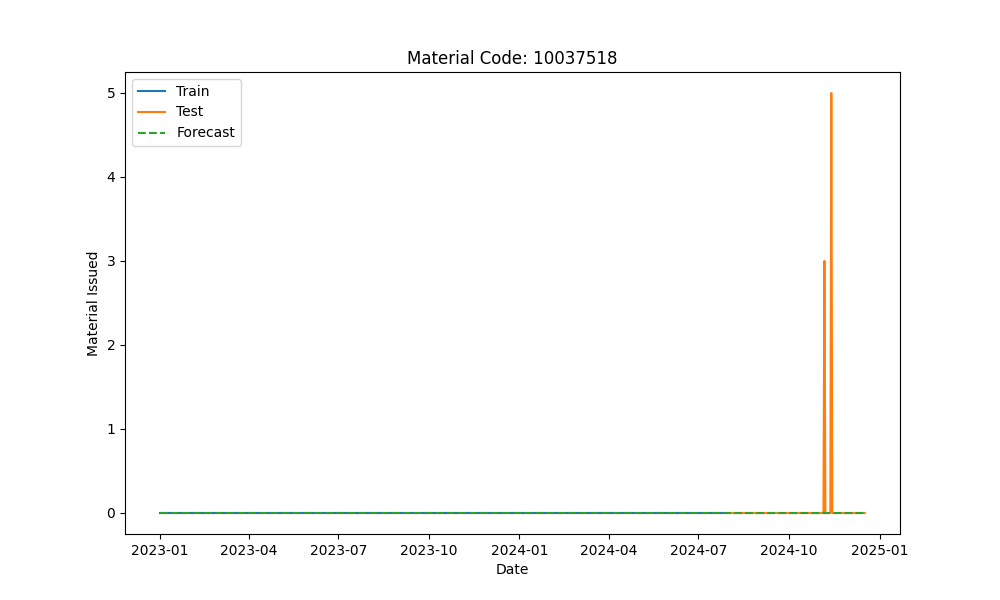 Material Code: 10037518
Train
Test
Forecast
5
4
3
2
1
0
Material Issued
2023-01
2023-04
2023-07
2023-10
2024-01
2024-04
2024-07
2024-10
2025-01
Date